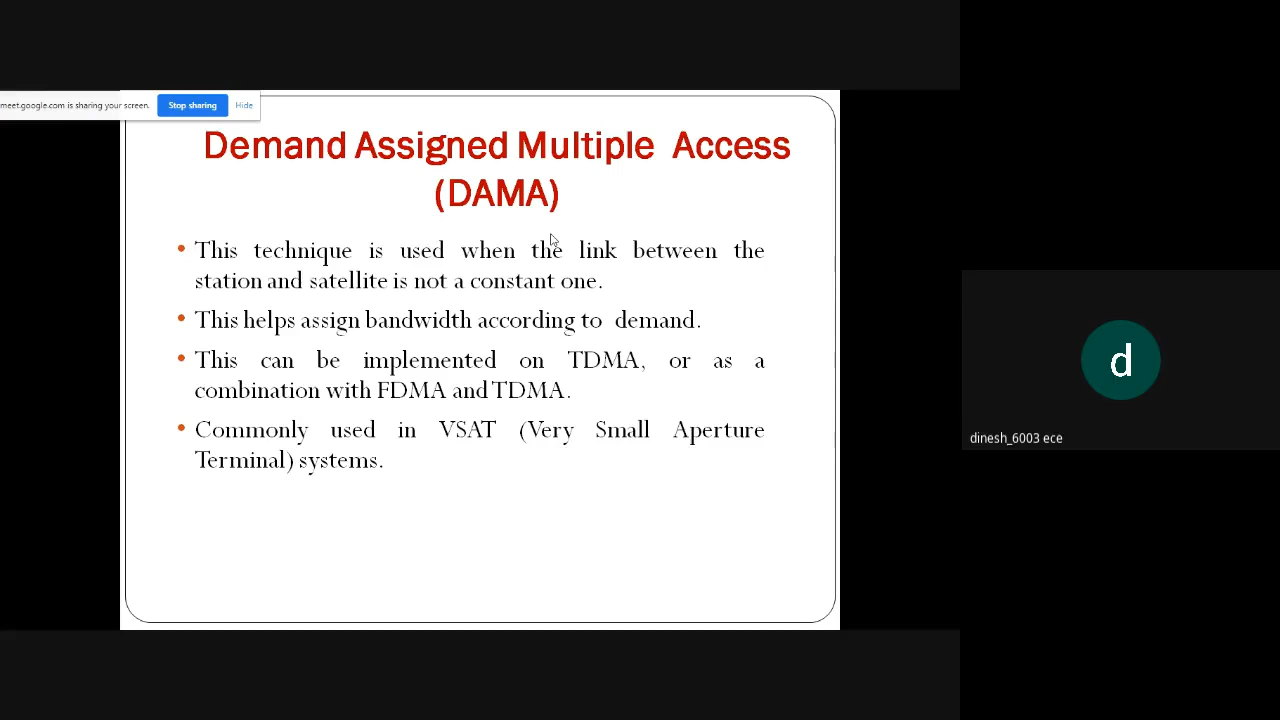 meet.google.com is sharing your screen. Stop sharing Hide
Demand Assigned Multiple Access
(DAMA)
• This technique is used when the link between the
station and satellite is not a constant one.
• This helps assign bandwidth according to demand.
• This can be implemented on TDMA, or as a
combination with FDMA and TDMA.
• Commonly used in VSAT (Very Small Aperture
Terminal) systems.
d
dinesh_6003 ece